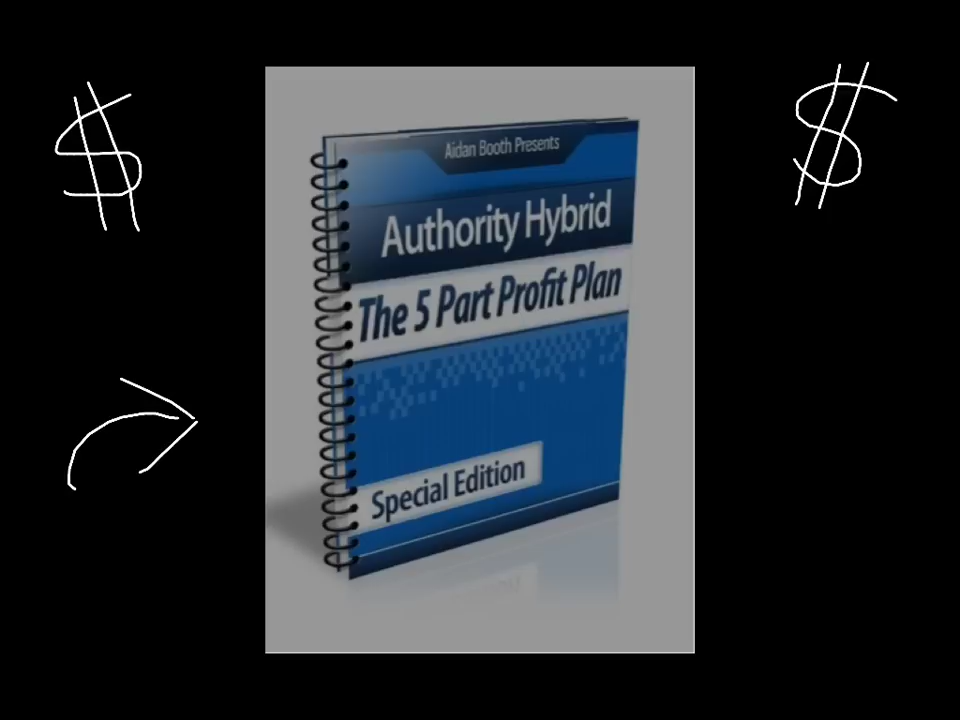 $
$
Aidan Booth Presents
Authority Hybrid
The 5 Part Profit Plan
Special Edition